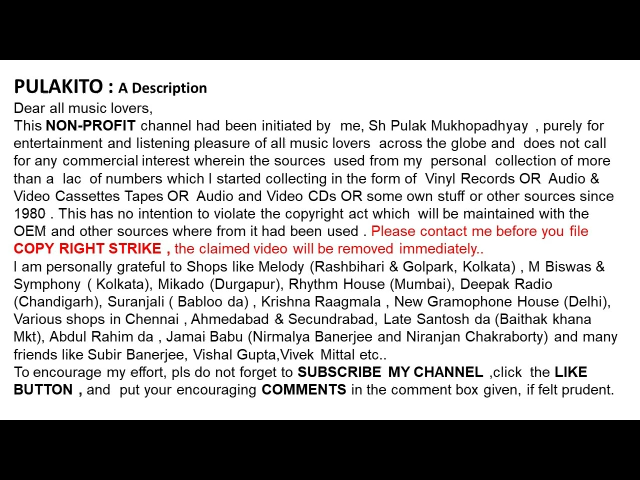 PULAKITO : A Description
Dear all music lovers,
This NON-PROFIT channel had been initiated by me, Sh Pulak Mukhopadhyay , purely for
entertainment and listening pleasure of all music lovers across the globe and does not call
for any commercial interest wherein the sources used from my personal collection of more
than a lac of numbers which I started collecting in the form of Vinyl Records OR Audio &
Video Cassettes Tapes OR Audio and Video CDs OR some own stuff or other sources since
1980 . This has no intention to violate the copyright act which will be maintained with the
OEM and other sources where from it had been used . Please contact me before you file
COPY RIGHT STRIKE , the claimed video will be removed immediately..
I am personally grateful to Shops like Melody (Rashbihari & Golpark, Kolkata) , M Biswas &
Symphony ( Kolkata), Mikado (Durgapur), Rhythm House (Mumbai), Deepak Radio
(Chandigarh), Suranjali ( Babloo da) , Krishna Raagmala , New Gramophone House (Delhi),
Various shops in Chennai , Ahmedabad & Secundrabad, Late Santosh da (Baithak khana
Mkt), Abdul Rahim da , Jamai Babu (Nirmalya Banerjee and Niranjan Chakraborty) and many
friends like Subir Banerjee, Vishal Gupta,Vivek Mittal etc..
To encourage my effort, pls do not forget to SUBSCRIBE MY CHANNEL ,click the LIKE
BUTTON , and put your encouraging COMMENTS in the comment box given, if felt prudent.